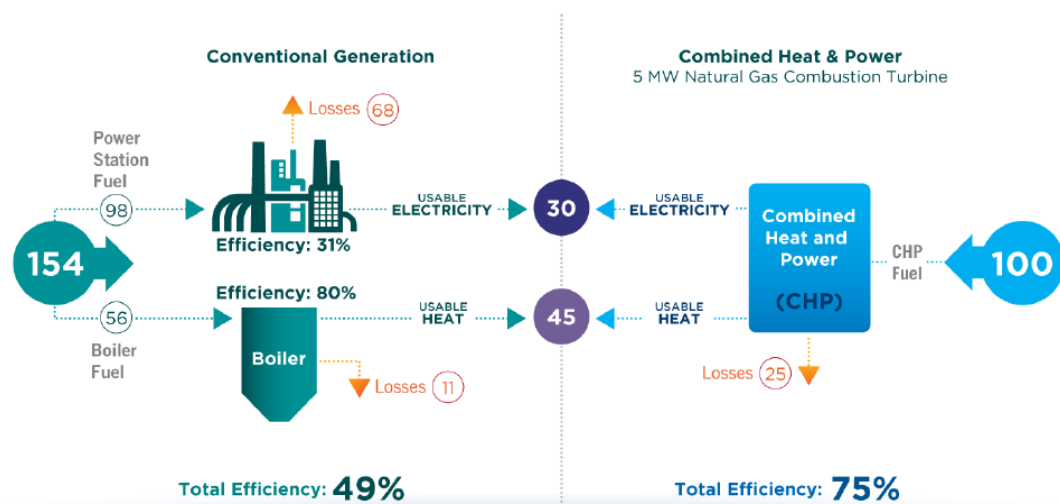 Conventional Generation
Losses 68
Power
Station
Fuel
98
USABLE
ELECTRICITY
Efficiency: 31%
154
Efficiency: 80%
56
USABLE
HEAT
Boiler
Fuel
Boiler
Losses 11
Total Efficiency: 49%
30
45
Combined Heat & Power
5 MW Natural Gas Combustion Turbine
USABLE
ELECTRICITY
Combined
Heat and
Power
(CHP)
CHP
Fuel
100
USABLE
HEAT
Losses 25
Total Efficiency: 75%